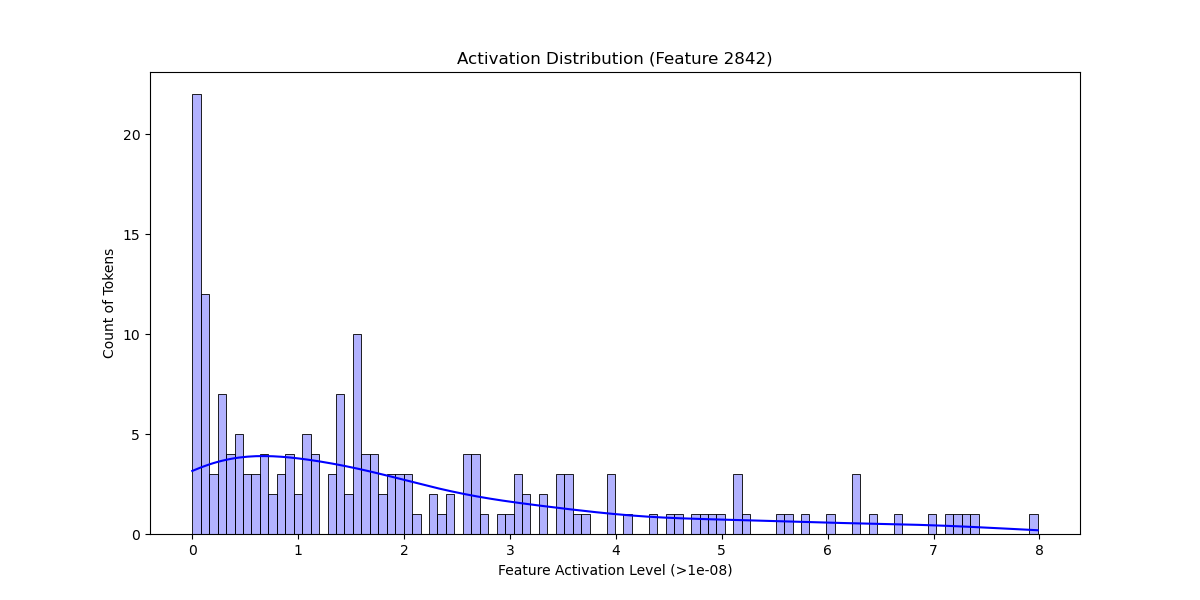 Activation Distribution (Feature 2842)
20
15
10
5
0
Count of Tokens
0 1 2 3 4 5 6 7 8
Feature Activation Level (>1e-08)